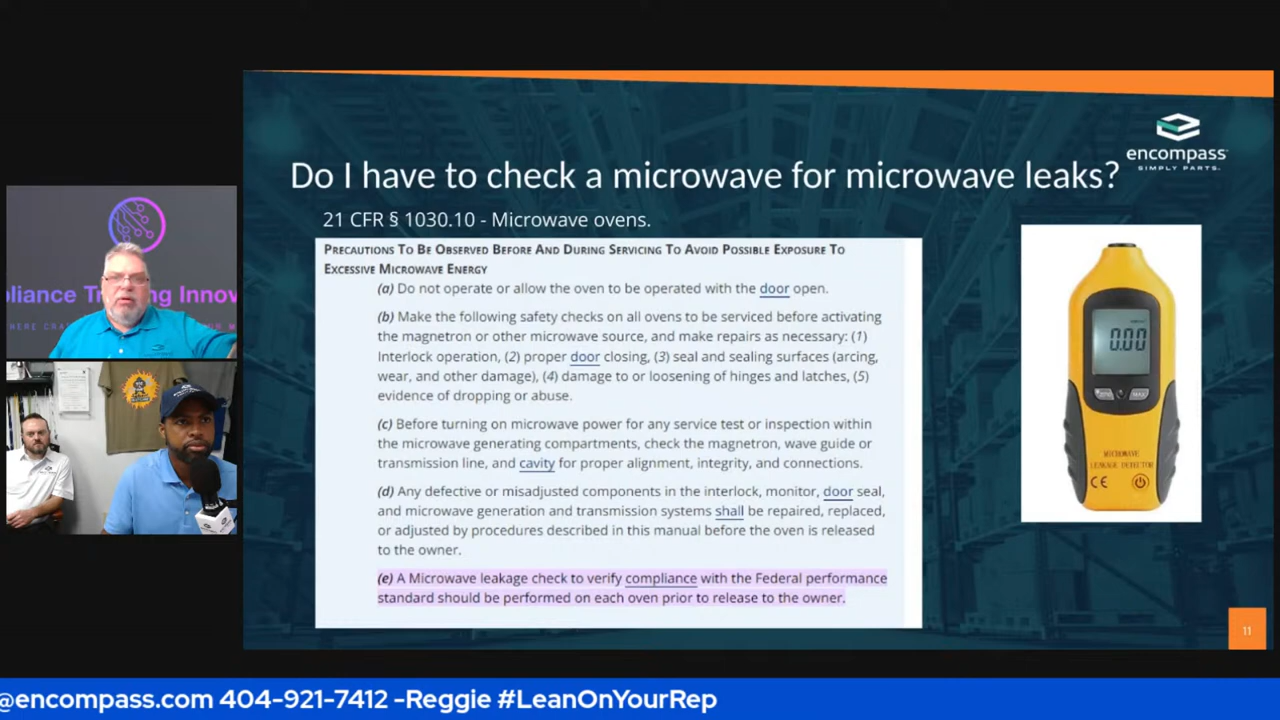 encompass
SIMPLY PARTS.
Do I have to check a microwave for microwave leaks?
21 CFR § 1030.10 - Microwave ovens.
PRECAUTIONS TO BE OBSERVED BEFORE AND DURING SERVICING TO AVOID POSSIBLE EXPOSURE TO
EXCESSIVE MICROWAVE ENERGY
(a) Do not operate or allow the oven to be operated with the door open.
(b) Make the following safety checks on all ovens to be serviced before activating
the magnetron or other microwave source, and make repairs as necessary: (1)
Interlock operation, (2) proper door closing, (3) seal and sealing surfaces (arcing,
wear, and other damage), (4) damage to or loosening of hinges and latches, (5)
evidence of dropping or abuse.
(c) Before turning on microwave power for any service test or inspection within
the microwave generating compartments, check the magnetron, wave guide or
transmission line, and cavity for proper alignment, integrity, and connections.
(d) Any defective or misadjusted components in the interlock, monitor, door seal,
and microwave generation and transmission systems shall be repaired, replaced,
or adjusted by procedures described in this manual before the oven is released
to the owner.
(e) A Microwave leakage check to verify compliance with the Federal performance
standard should be performed on each oven prior to release to the owner.
0.00
MAX
MICROWAVE
LEAKAGE DETECTOR
CE
pliance Tr ning Innov
HERE CRA
11
@encompass.com 404-921-7412 -Reggie #LeanOnYourRep